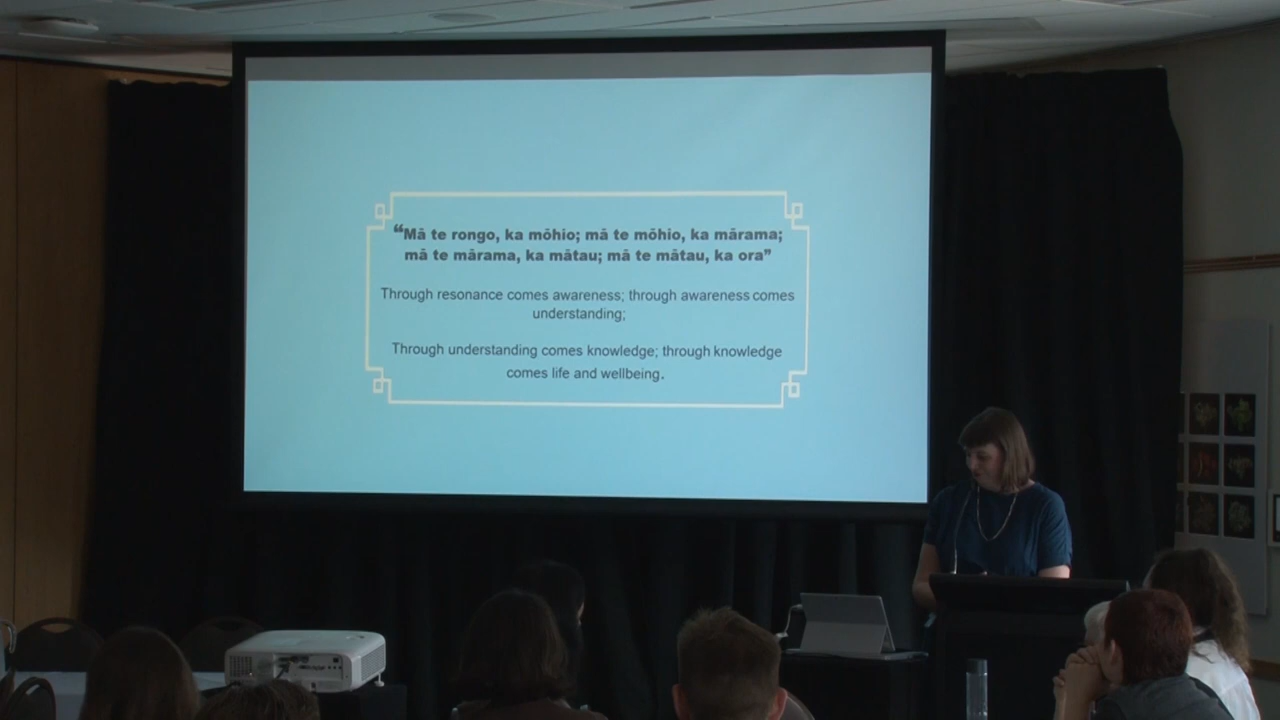 “Mā te rongo, ka mōhio; mā te mōhio, ka mārama;
mā te mārama, ka mātau; mā te mātau, ka ora”
Through resonance comes awareness; through awareness comes
understanding;
Through understanding comes knowledge; through knowledge
comes life and wellbeing.